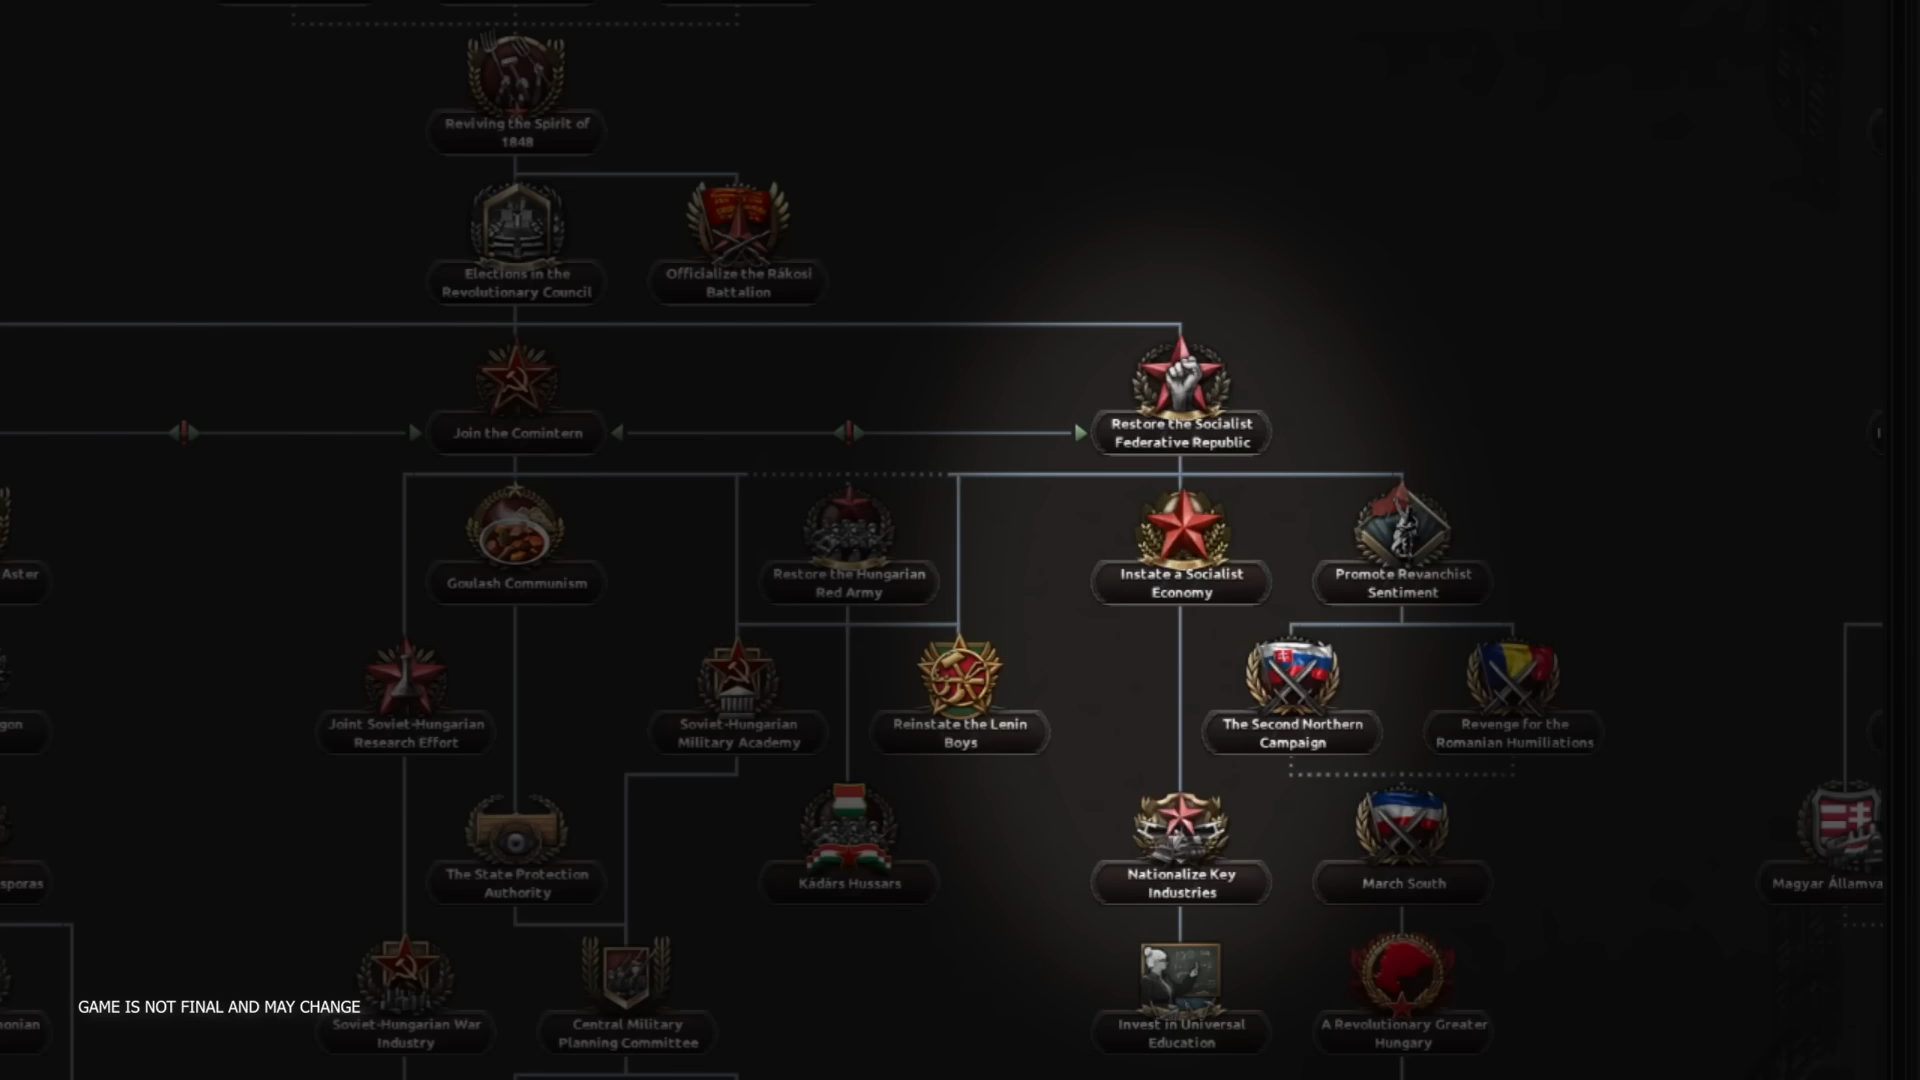 Reviving the Spirit of
1848
Elections in the
Revolutionary Council
Officialize the Rákosi
Battalion
Join the Comintern
Restore the Socialist
Federative Republic
Aster
Goulash Communism
Restore the Hungarian
Red Army
Instate a Socialist
Economy
Promote Revanchist
Sentiment
gon
Joint Soviet-Hungarian
Research Effort
Soviet-Hungarian
Military Academy
Reinstate the Lenin
Boys
The Second Northern
Campaign
Revenge for the
Romanian Humiliations
sporas
The State Protection
Authority
Kádárs Hussars
Nationalize Key
Industries
March South
Magyar Államva
GAME IS NOT FINAL AND MAY CHANGE
onian
Soviet-Hungarian War
Industry
Central Military
Planning Committee
Invest in Universal
Education
A Revolutionary Greater
Hungary